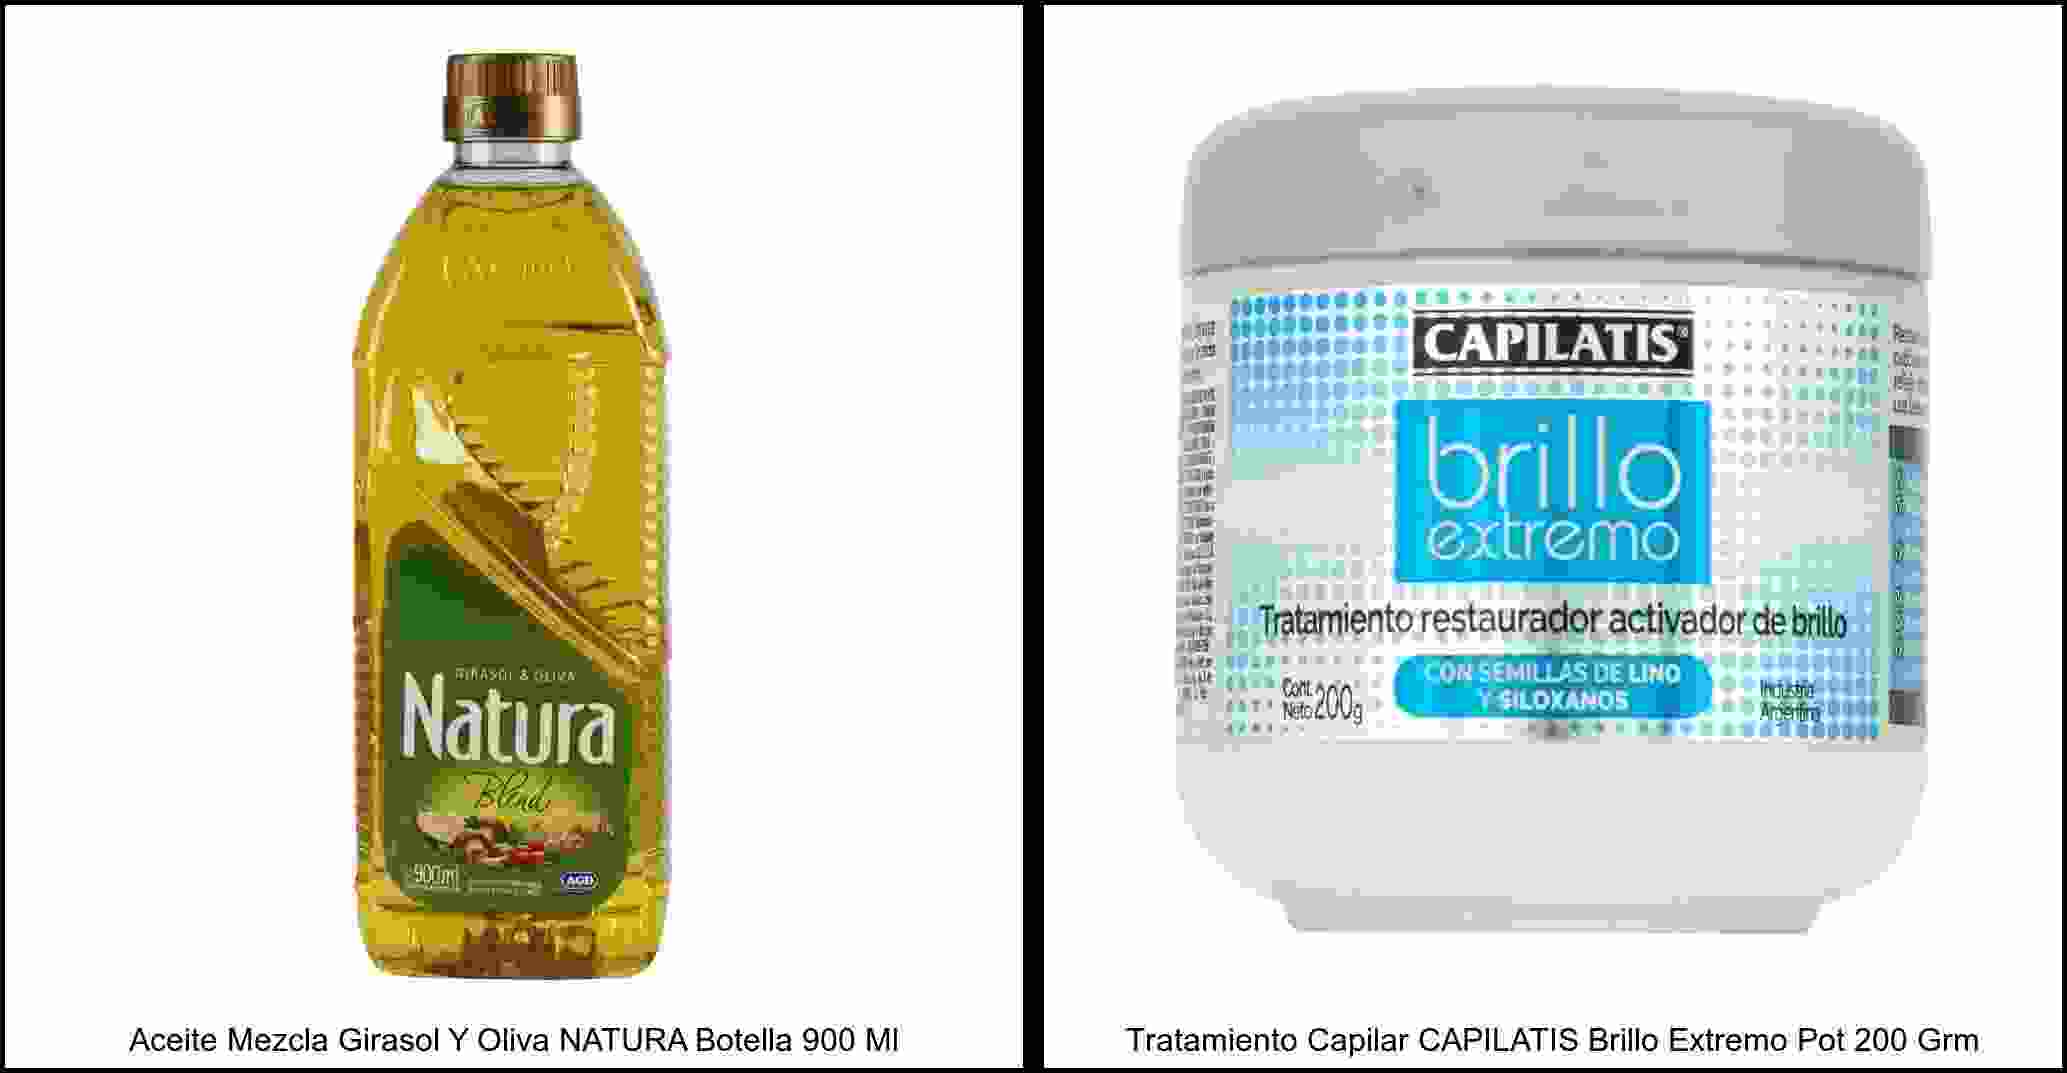 GIRASOL & OLIVA
Natura
Blend
900ml
AGD
Aceite Mezcla Girasol Y Oliva NATURA Botella 900 Ml
CAPILATIS®
brillo
extremo
Tratamiento restaurador activador de brillo
CON SEMILLAS DE LINO
Y SILOXANOS
Cont.
Neto 200g
Industria
Argentina
Tratamiento Capilar CAPILATIS Brillo Extremo Pot 200 Grm